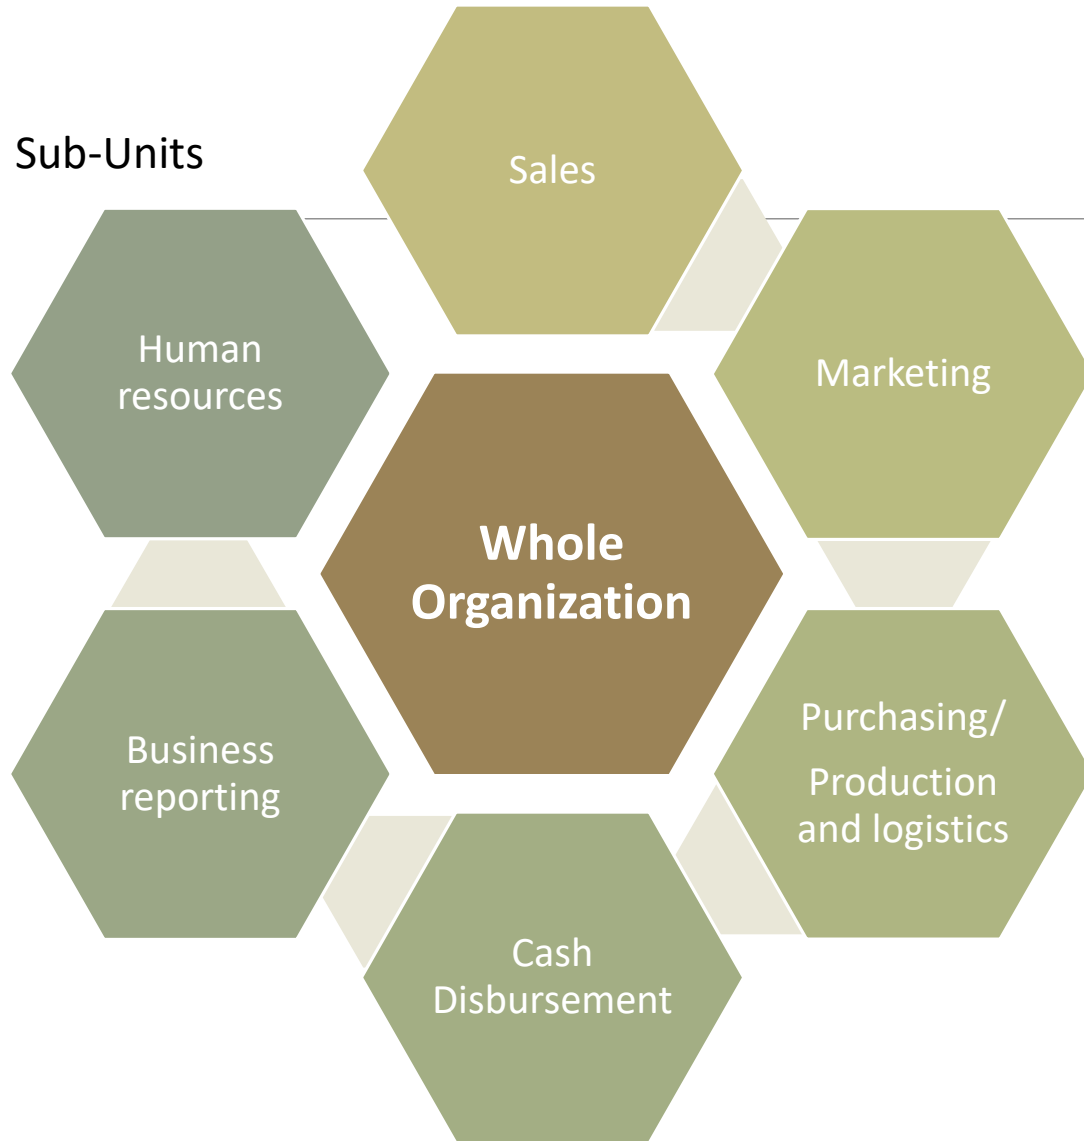 Sub-Units
Sales
Human
resources
Marketing
Whole
Organization
Purchasing/
Production
and logistics
Business
reporting
Cash
Disbursement